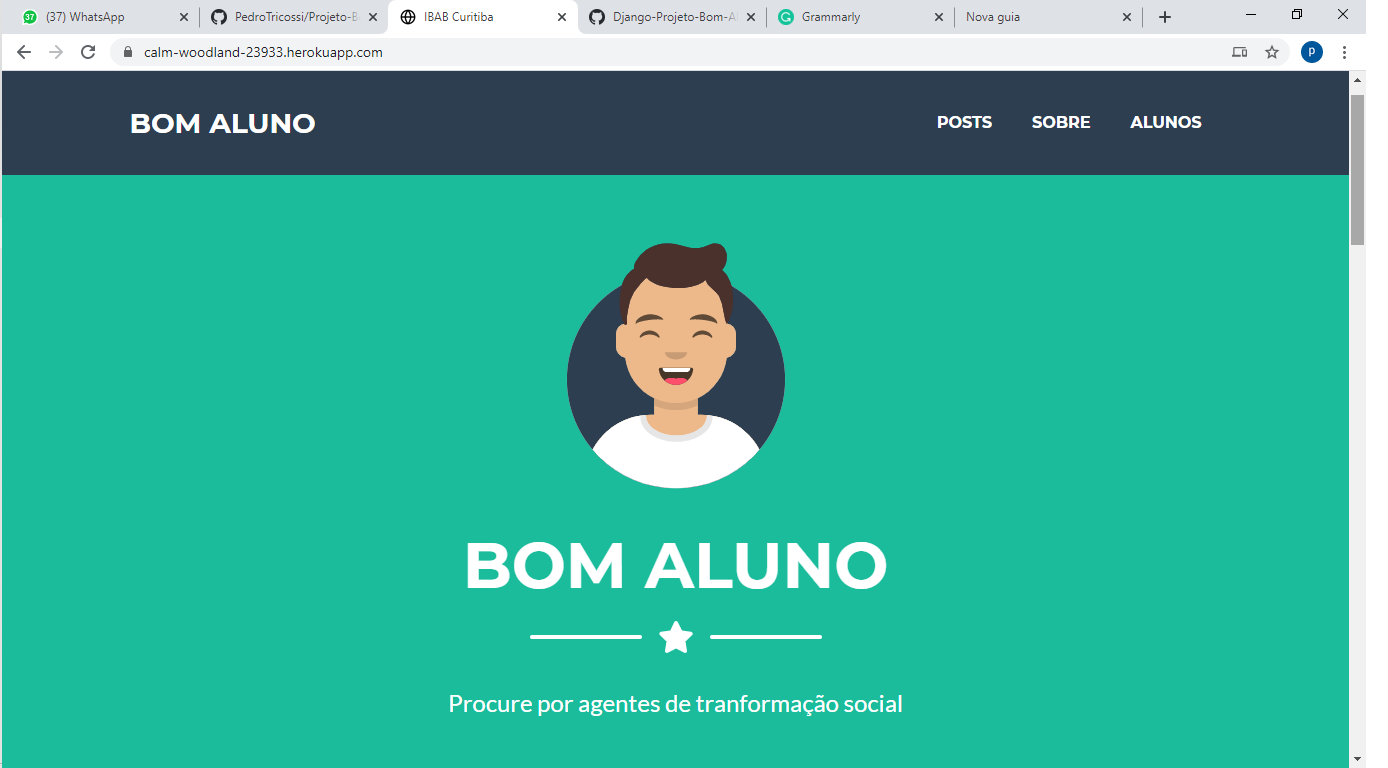 37 (37) WhatsApp PedroTricossi/Projeto-B IBAB Curitiba Django-Projeto-Bom-A G Grammarly Nova guia
calm-woodland-23933.herokuapp.com P
BOM ALUNO POSTS SOBRE ALUNOS
BOM ALUNO
Procure por agentes de tranformação social